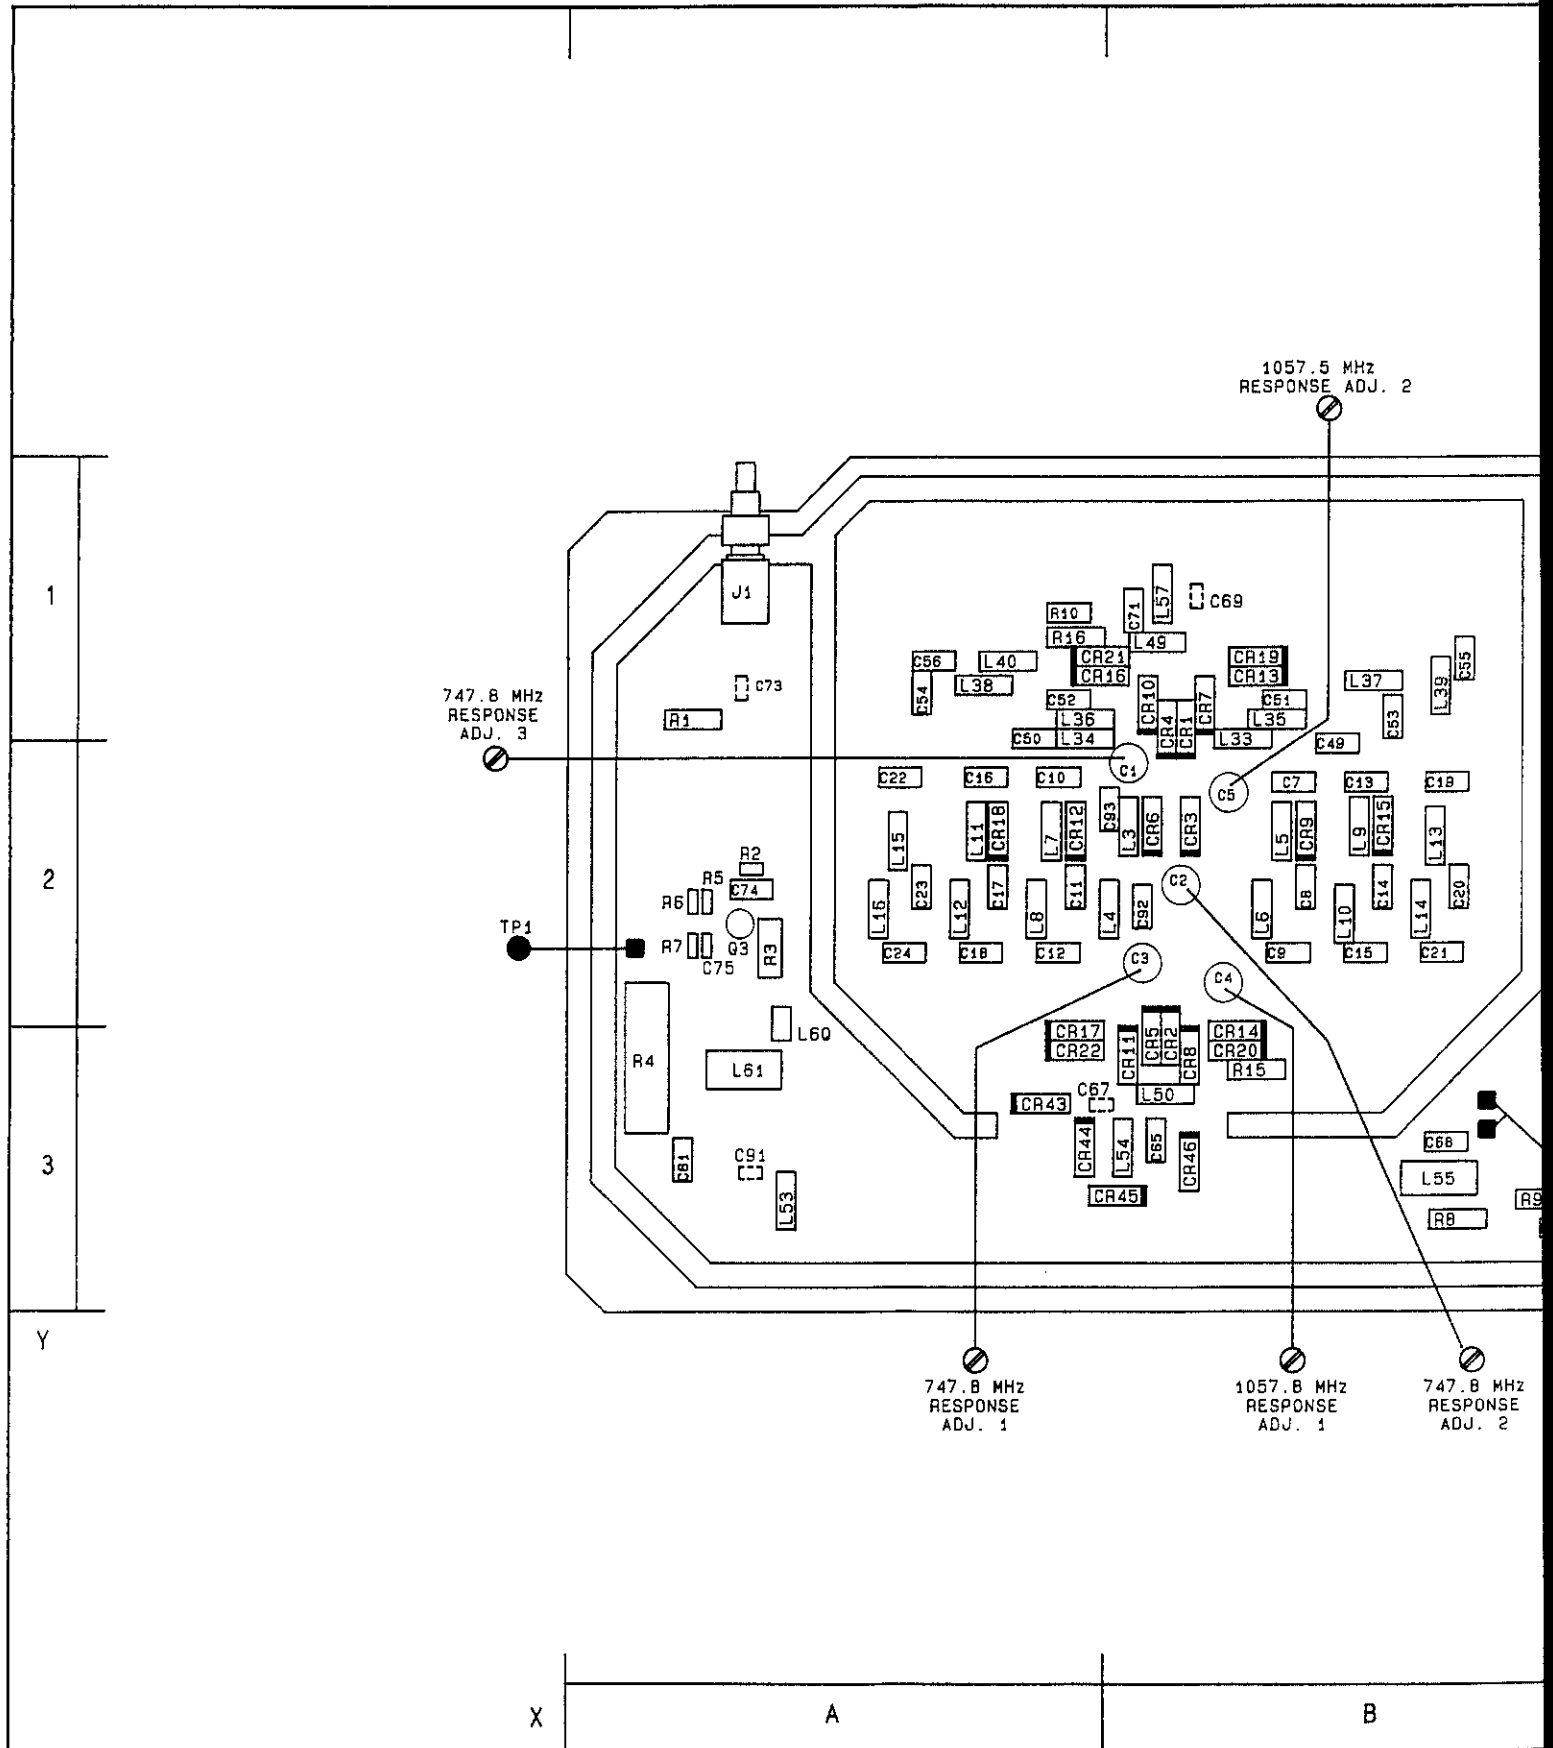 1057.5 MHz
RESPONSE ADJ. 2
1
J1
L57
C71
C69
R10
R16
L49
C56
L40
CR21
CR19
C55
C73
C54
L38
CR16
CR13
L37
L39
747.8 MHz
RESPONSE
ADJ. 3
R1
C52
CR10
CR7
C51
L36
CR4
CR1
L35
C53
C50
L34
L33
C49
C1
C22
C16
C10
C5
C7
C13
C19
C93
L15
L11
CR18
L7
CR12
L3
CR6
CR3
L5
CR9
L9
CR15
L13
2
R2
R5
C74
R6
L16
C23
L12
C17
L8
C11
L4
C92
C2
L6
C8
L10
C14
L14
C20
TP1
R7
C75
Q3
R3
C24
C18
C12
C3
C9
C15
C21
C4
L60
CR17
CR22
CR11
CR5
CR2
CR8
CR14
CR20
R4
L61
R15
CR43
C67
L50
3
C61
C91
CR44
L54
C65
CR46
C68
L55
L53
CR45
R9
R8
Y
747.8 MHz
RESPONSE
ADJ. 1
1057.8 MHz
RESPONSE
ADJ. 1
747.8 MHz
RESPONSE
ADJ. 2
X
A
B